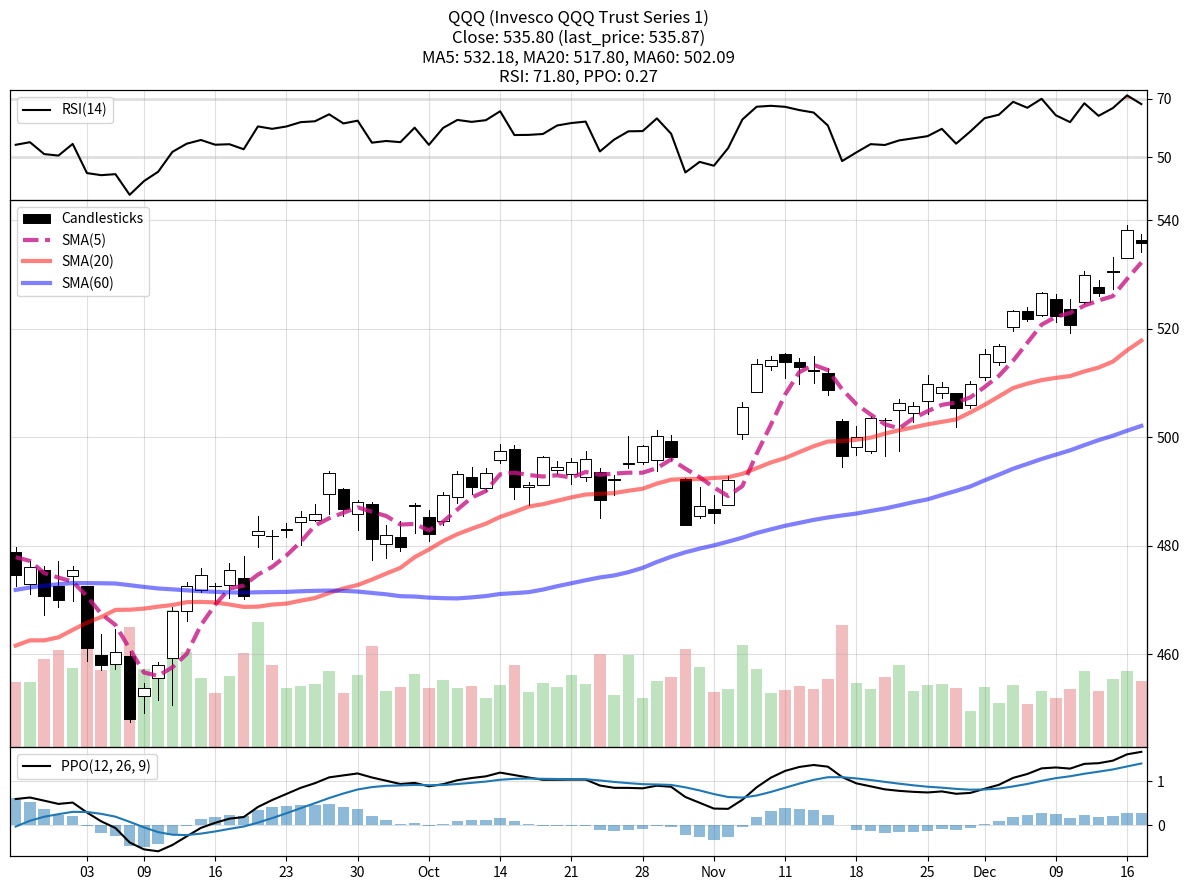 QQQ (Invesco QQQ Trust Series 1)
Close: 535.80 (last_price: 535.87)
MA5: 532.18, MA20: 517.80, MA60: 502.09
RSI: 71.80, PPO: 0.27
RSI(14)
70
50
Candlesticks
SMA(5)
SMA(20)
SMA(60)
540
520
500
480
460
PPO(12, 26, 9)
1
0
03 09 16 23 30 Oct 14 21 28 Nov 11 18 25 Dec 09 16